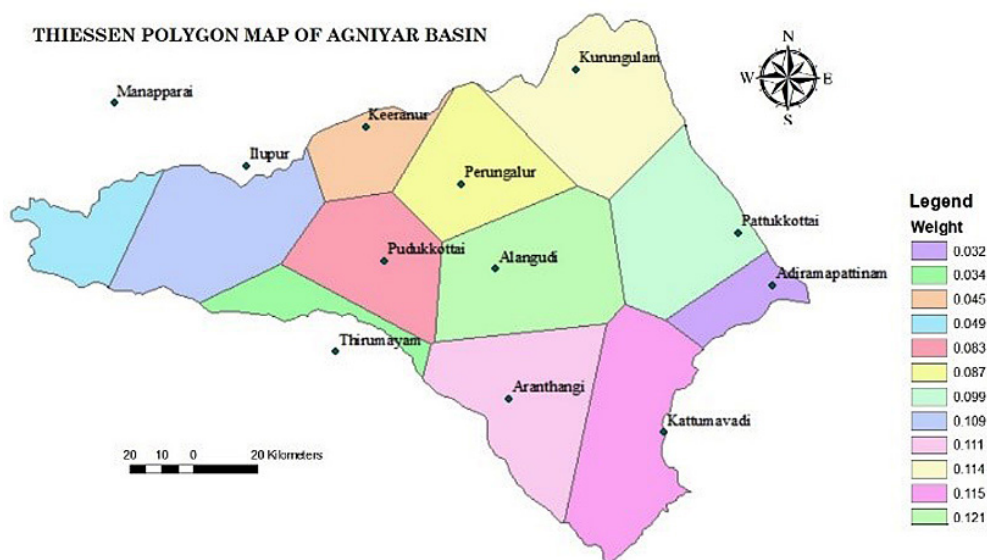 THIESSEN POLYGON MAP OF AGNIYAR BASIN
N
W E
S
Kurungulam
Manapparai
Keeranur
Ilupur
Perungalur
Pattukkottai
Pudukkottai
Alangudi
Adiramapattinam
Thirumayam
Aranthangi
Kattumavadi
20 10 0 20 Kilometers
Legend
Weight
0.032
0.034
0.045
0.049
0.083
0.087
0.099
0.109
0.111
0.114
0.115
0.121